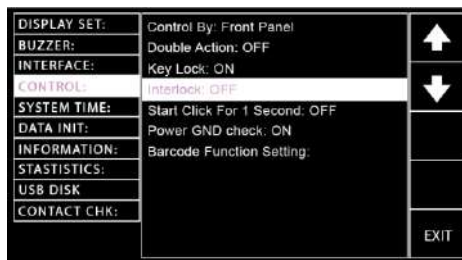 DISPLAY SET:
BUZZER:
INTERFACE:
CONTROL:
SYSTEM TIME:
DATA INIT:
INFORMATION:
STASTISTICS:
USB DISK
CONTACT CHK:
Control By: Front Panel
Double Action: OFF
Key Lock: ON
Interlock: OFF
Start Click For 1 Second: OFF
Power GND check: ON
Barcode Function Setting:
EXIT